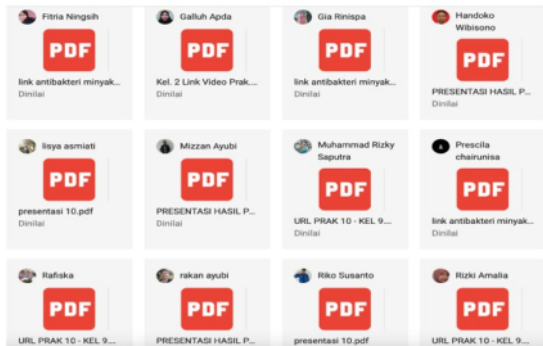 Fitria Ningsih
PDF
link antibakteri minyak...
Dinilai
Galluh Apda
PDF
Kel. 2 Link Video Prak....
Dinilai
Gia Rinispa
PDF
link antibakteri minyak...
Dinilai
Handoko
Wibisono
PDF
PRESENTASI HASIL P...
Dinilai
lisya asmiati
PDF
presentasi 10.pdf
Dinilai
Mizzan Ayubi
PDF
PRESENTASI HASIL P...
Dinilai
Muhammad Rizky
Saputra
PDF
URL PRAK 10 - KEL 9....
Dinilai
Prescila
chairunisa
PDF
link antibakteri minyak...
Dinilai
Rafiska
PDF
URL PRAK 10 - KEL 9....
rakan ayubi
PDF
PRESENTASI HASIL P...
Riko Susanto
PDF
presentasi 10.pdf
Rizki Amalia
PDF
URL PRAK 10 - KEL 9....